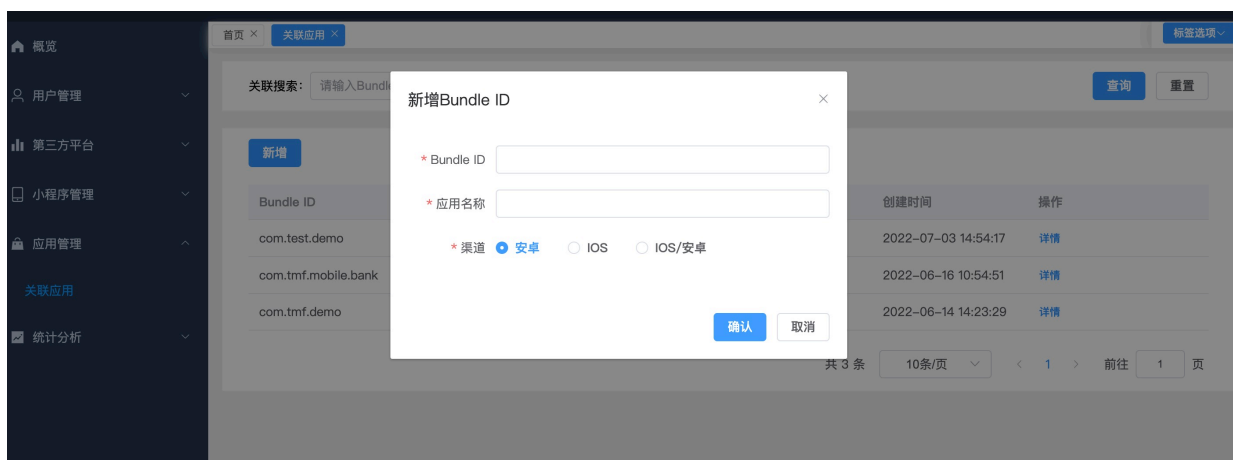 概览
用户管理
第三方平台
小程序管理
应用管理
关联应用
统计分析
首页 × 关联应用 × 标签选项
关联搜索: 请输入Bundle 查询 重置
新增
Bundle ID 创建时间 操作
com.test.demo 2022-07-03 14:54:17 详情
com.tmf.mobile.bank 2022-06-16 10:54:51 详情
com.tmf.demo 2022-06-14 14:23:29 详情
共 3 条 10条/页 < 1 > 前往 1 页
新增Bundle ID ×
* Bundle ID
* 应用名称
* 渠道 安卓 IOS IOS/安卓
确认 取消